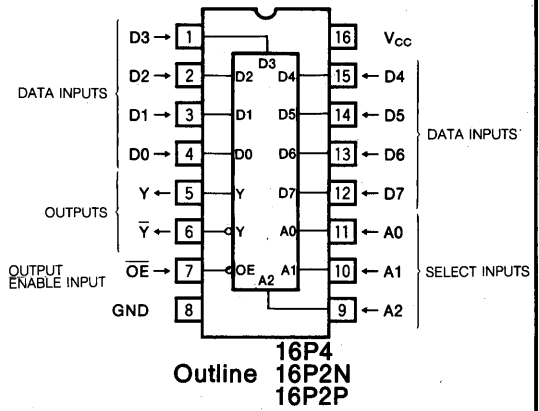 D3→ 1 16 VCC
D3
D2→ 2 D2 D4 15 ←D4
DATA INPUTS
D1→ 3 D1 D5 14 ←D5
DATA INPUTS
D0→ 4 D0 D6 13 ←D6
Y← 5 Y D7 12 ←D7
OUTPUTS
Y̅← 6 Y A0 11 ←A0
OUTPUT ENABLE INPUT
O̅E̅→ 7 OE A1 10 ←A1
SELECT INPUTS
A2
GND 8 9 ←A2
16P4
Outline 16P2N
16P2P